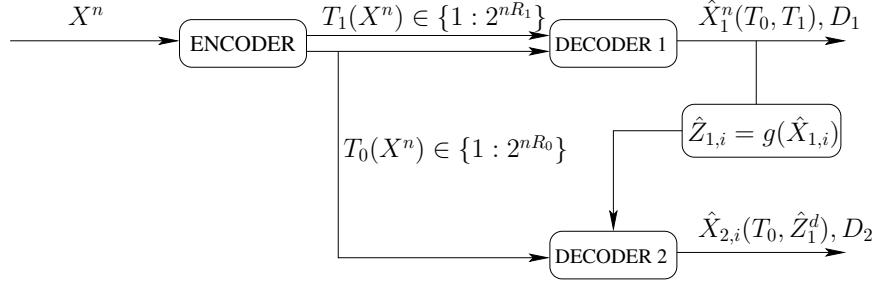 X^n
ENCODER
T_1(X^n) ∈ {1 : 2^{nR_1}}
DECODER 1
\hat{X}_1^n(T_0, T_1), D_1
\hat{Z}_{1,i} = g(\hat{X}_{1,i})
T_0(X^n) ∈ {1 : 2^{nR_0}}
DECODER 2
\hat{X}_{2,i}(T_0, \hat{Z}_1^d), D_2